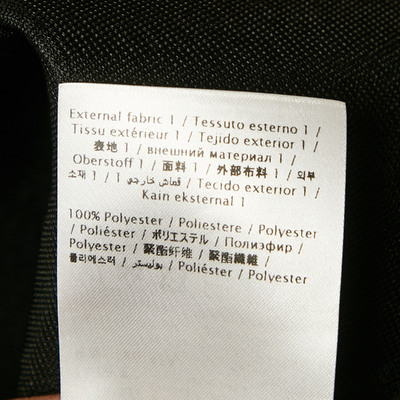 External fabric 1 / Tessuto esterno 1 /
Tissu extérieur 1 / Tejido exterior 1 /
表地 1 / внешний материал 1 /
Oberstoff 1 / 面料 1 / 外部布料 1 / 외부
소재 1 / قماش خارجي 1 / Tecido exterior 1 /
Kain eksternal 1
100% Polyester / Poliestere / Polyester
/ Poliéster / ポリエステル / Полиэфир /
Polyester / 聚酯纤维 / 聚酯纖維 /
폴리에스터 / بوليستر / Poliéster / Polyester